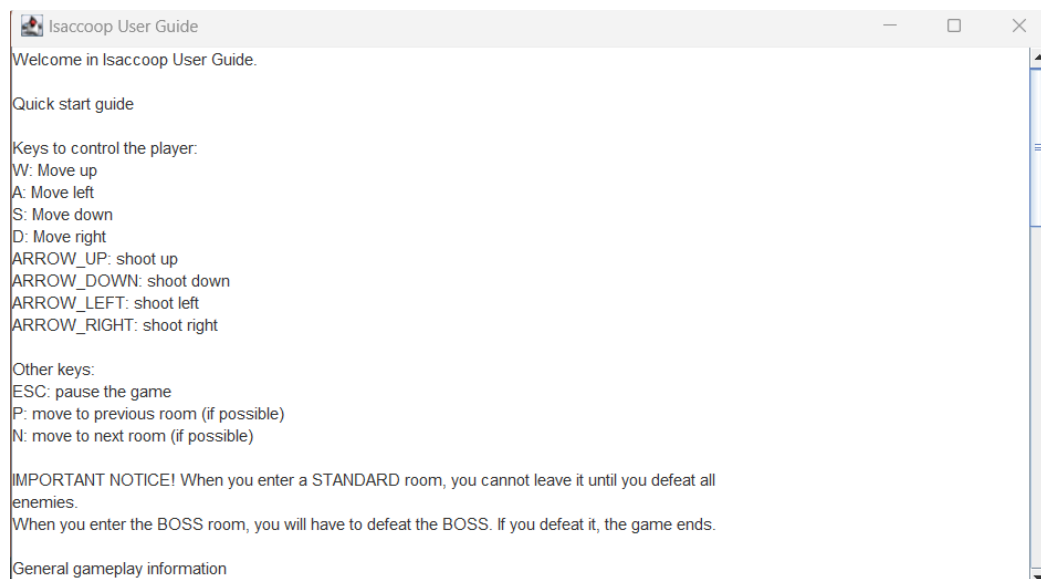 Isaccoop User Guide
Welcome in Isaccoop User Guide.
Quick start guide
Keys to control the player:
W: Move up
A: Move left
S: Move down
D: Move right
ARROW_UP: shoot up
ARROW_DOWN: shoot down
ARROW_LEFT: shoot left
ARROW_RIGHT: shoot right
Other keys:
ESC: pause the game
P: move to previous room (if possible)
N: move to next room (if possible)
IMPORTANT NOTICE! When you enter a STANDARD room, you cannot leave it until you defeat all
enemies.
When you enter the BOSS room, you will have to defeat the BOSS. If you defeat it, the game ends.
General gameplay information